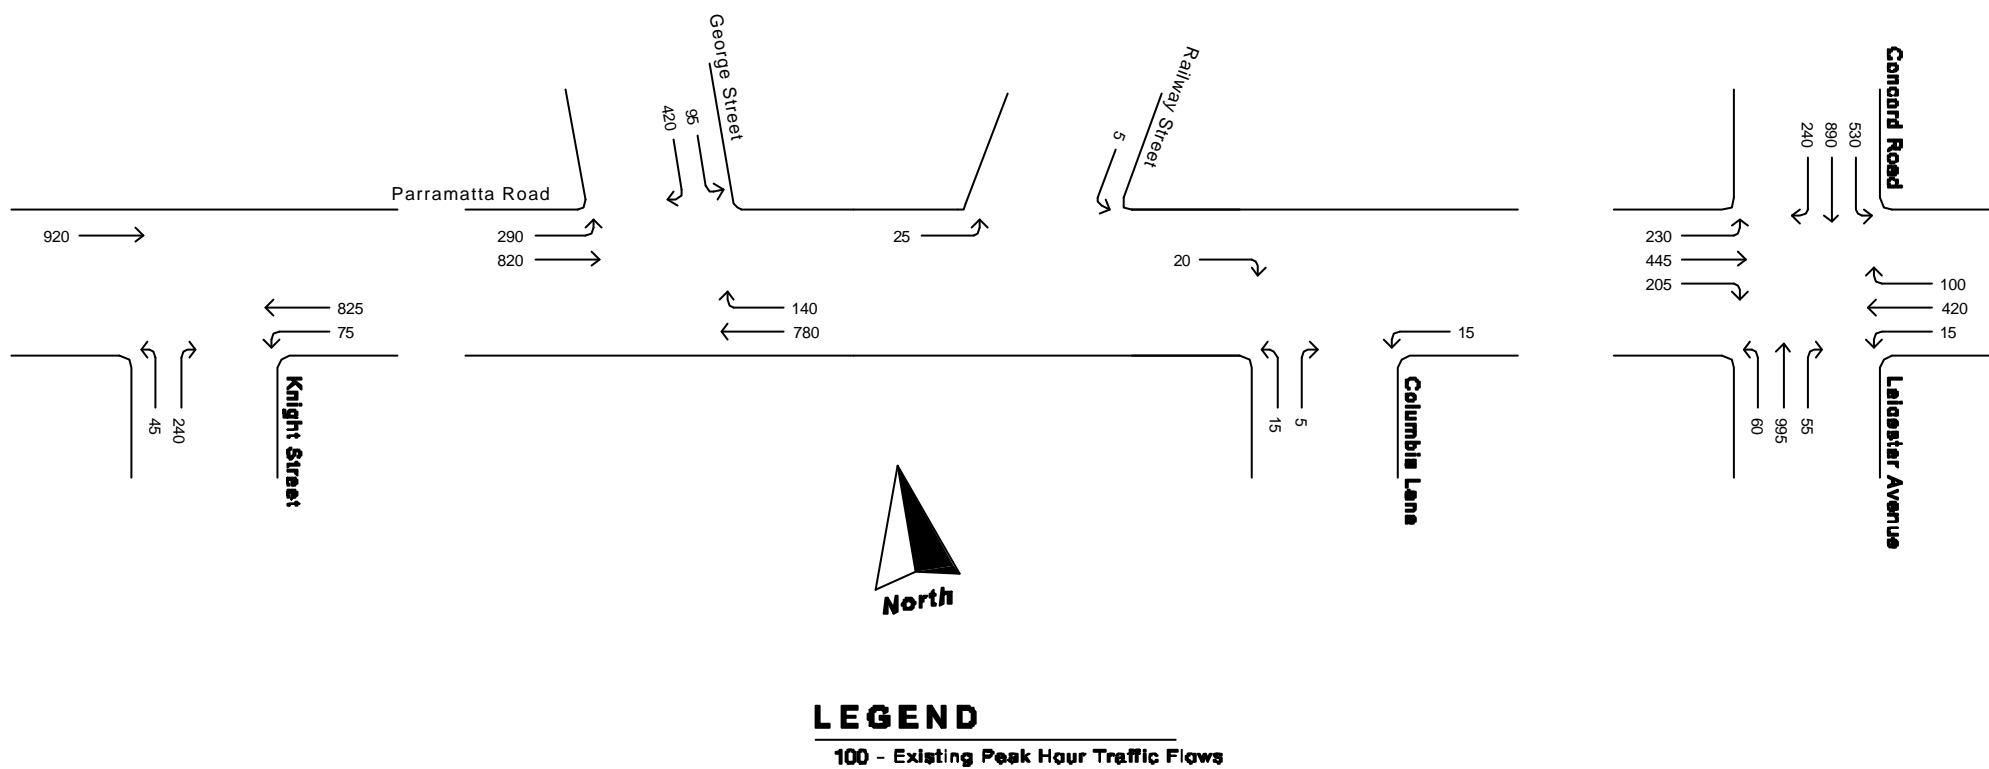 George Street
Railway Street
Concord Road
420
95
5
240
890
530
Parramatta Road
920
290
820
25
20
230
445
205
825
75
140
780
15
100
420
15
45
240
Knight Street
15
5
Columbia Lane
60
995
55
Leicester Avenue
North
LEGEND
100 - Existing Peak Hour Traffic Flows